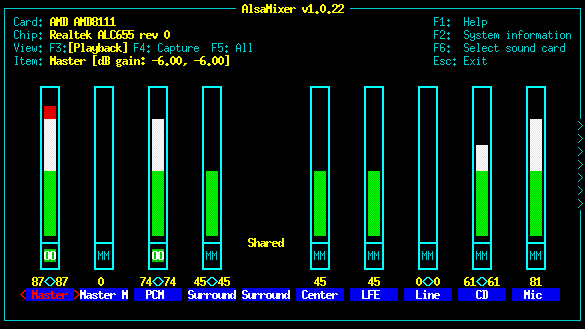 AlsaMixer v1.0.22
Card: AMD AMD8111 F1: Help
Chip: Realtek ALC655 rev 0 F2: System information
View: F3:[Playback] F4: Capture F5: All F6: Select sound card
Item: Master [dB gain: -6.00, -6.00] Esc: Exit
Shared
OO MM OO MM MM MM MM MM MM
87◇87 0 74◇74 45◇45 45 45 0◇0 61◇61 81
<Master> Master M PCM Surround Surround Center LFE Line CD Mic